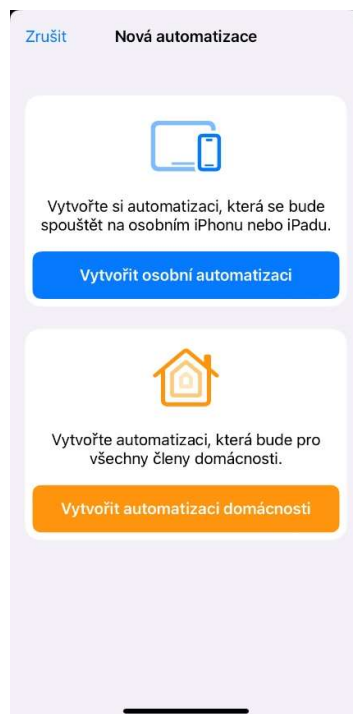 Zrušit Nová automatizace
Vytvořte si automatizaci, která se bude
spouštět na osobním iPhonu nebo iPadu.
Vytvořit osobní automatizaci
Vytvořte automatizaci, která bude pro
všechny členy domácnosti.
Vytvořit automatizaci domácnosti